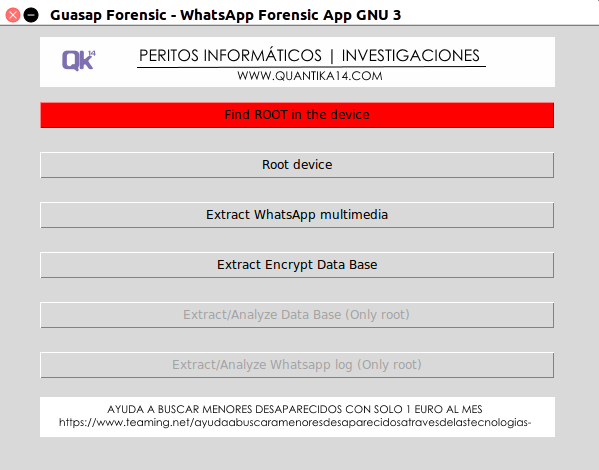 Guasap Forensic - WhatsApp Forensic App GNU 3
Qk14
PERITOS INFORMÁTICOS | INVESTIGACIONES
WWW.QUANTIKA14.COM
Find ROOT in the device
Root device
Extract WhatsApp multimedia
Extract Encrypt Data Base
Extract/Analyze Data Base (Only root)
Extract/Analyze Whatsapp log (Only root)
AYUDA A BUSCAR MENORES DESAPARECIDOS CON SOLO 1 EURO AL MES
https://www.teaming.net/ayudaabuscaramenoresdesaparecidosatravesdelastecnologias-